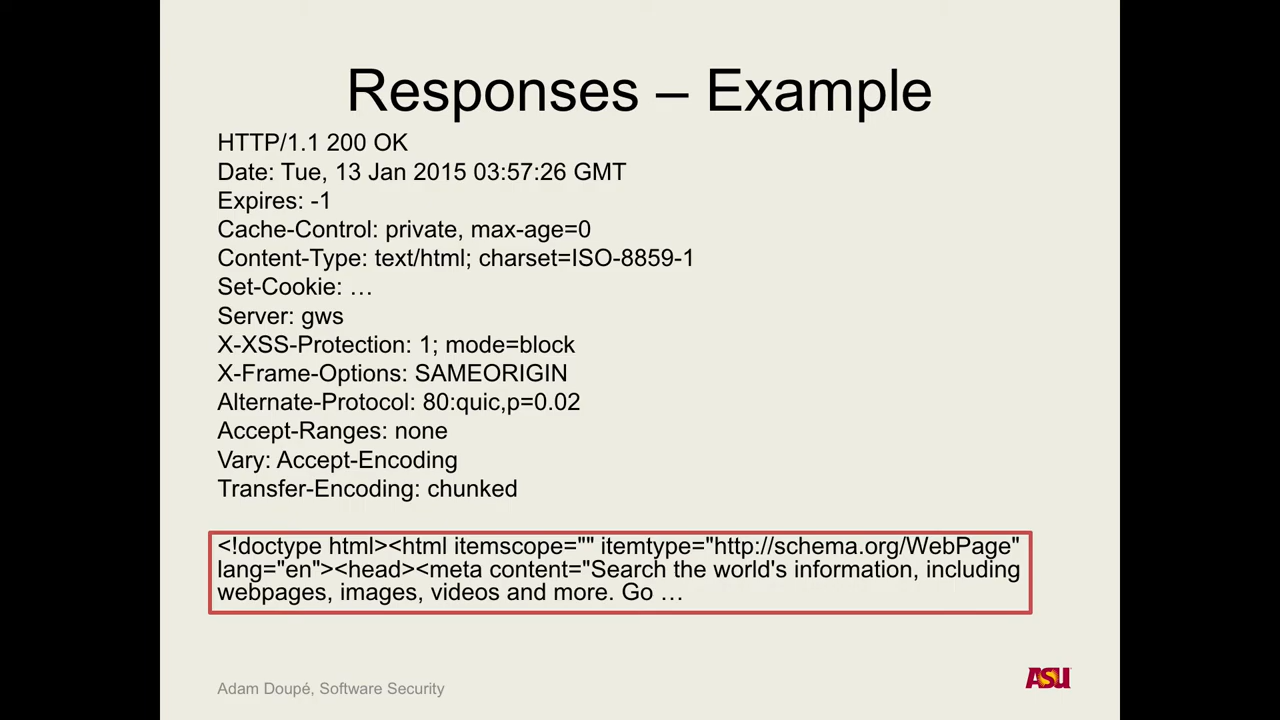 Responses – Example
HTTP/1.1 200 OK
Date: Tue, 13 Jan 2015 03:57:26 GMT
Expires: -1
Cache-Control: private, max-age=0
Content-Type: text/html; charset=ISO-8859-1
Set-Cookie: …
Server: gws
X-XSS-Protection: 1; mode=block
X-Frame-Options: SAMEORIGIN
Alternate-Protocol: 80:quic,p=0.02
Accept-Ranges: none
Vary: Accept-Encoding
Transfer-Encoding: chunked
<!doctype html><html itemscope="" itemtype="http://schema.org/WebPage"
lang="en"><head><meta content="Search the world's information, including
webpages, images, videos and more. Go …
Adam Doupé, Software Security
ASU